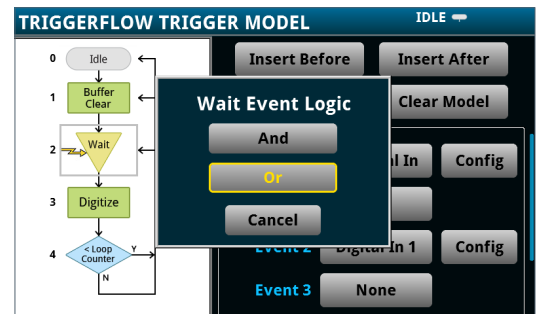 TRIGGERFLOW TRIGGER MODEL
IDLE
0 Idle
1 Buffer Clear
2 Wait
3 Digitize
4 < Loop Counter
Y
N
Insert Before
Insert After
Clear Model
Wait Event Logic
And
Or
Cancel
In
Config
Event 2 Digital In 1 Config
Event 3 None